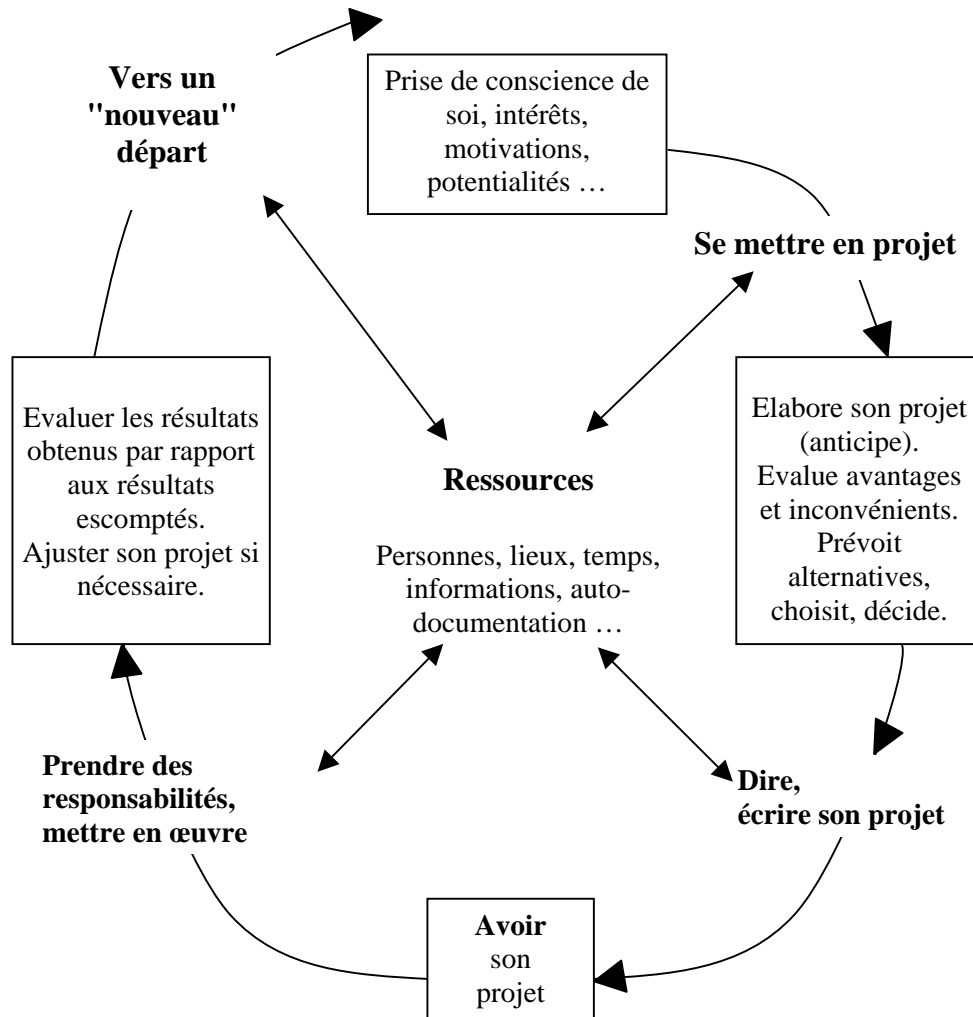 Vers un
"nouveau"
départ
Prise de conscience de
soi, intérêts,
motivations,
potentialités …
Se mettre en projet
Elabore son projet
(anticipe).
Evalue avantages
et inconvénients.
Prévoit
alternatives,
choisit, décide.
Evaluer les résultats
obtenus par rapport
aux résultats
escomptés.
Ajuster son projet si
nécessaire.
Ressources
Personnes, lieux, temps,
informations, auto-
documentation …
Dire,
écrire son projet
Prendre des
responsabilités,
mettre en œuvre
Avoir
son
projet